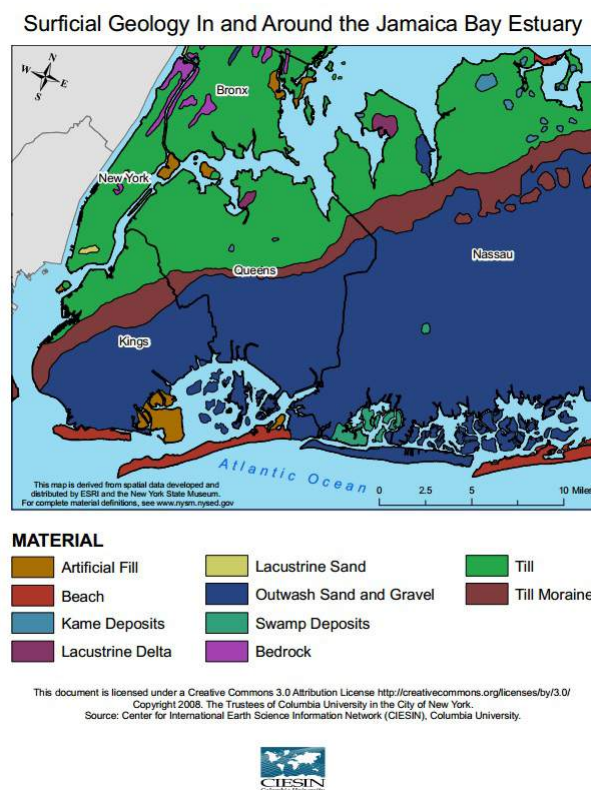 Surficial Geology In and Around the Jamaica Bay Estuary
N
W E
S
Bronx
New York
Queens
Nassau
Kings
Atlantic Ocean
This map is derived from spatial data developed and
distributed by ESRI and the New York State Museum.
For complete material definitions, see www.nysm.nysed.gov
0 2.5 5 10 Miles
MATERIAL
Artificial Fill
Beach
Kame Deposits
Lacustrine Delta
Lacustrine Sand
Outwash Sand and Gravel
Swamp Deposits
Bedrock
Till
Till Moraine
This document is licensed under a Creative Commons 3.0 Attribution License http://creativecommons.org/licenses/by/3.0/
Copyright 2008. The Trustees of Columbia University in the City of New York.
Source: Center for International Earth Science Information Network (CIESIN), Columbia University.
CIESIN